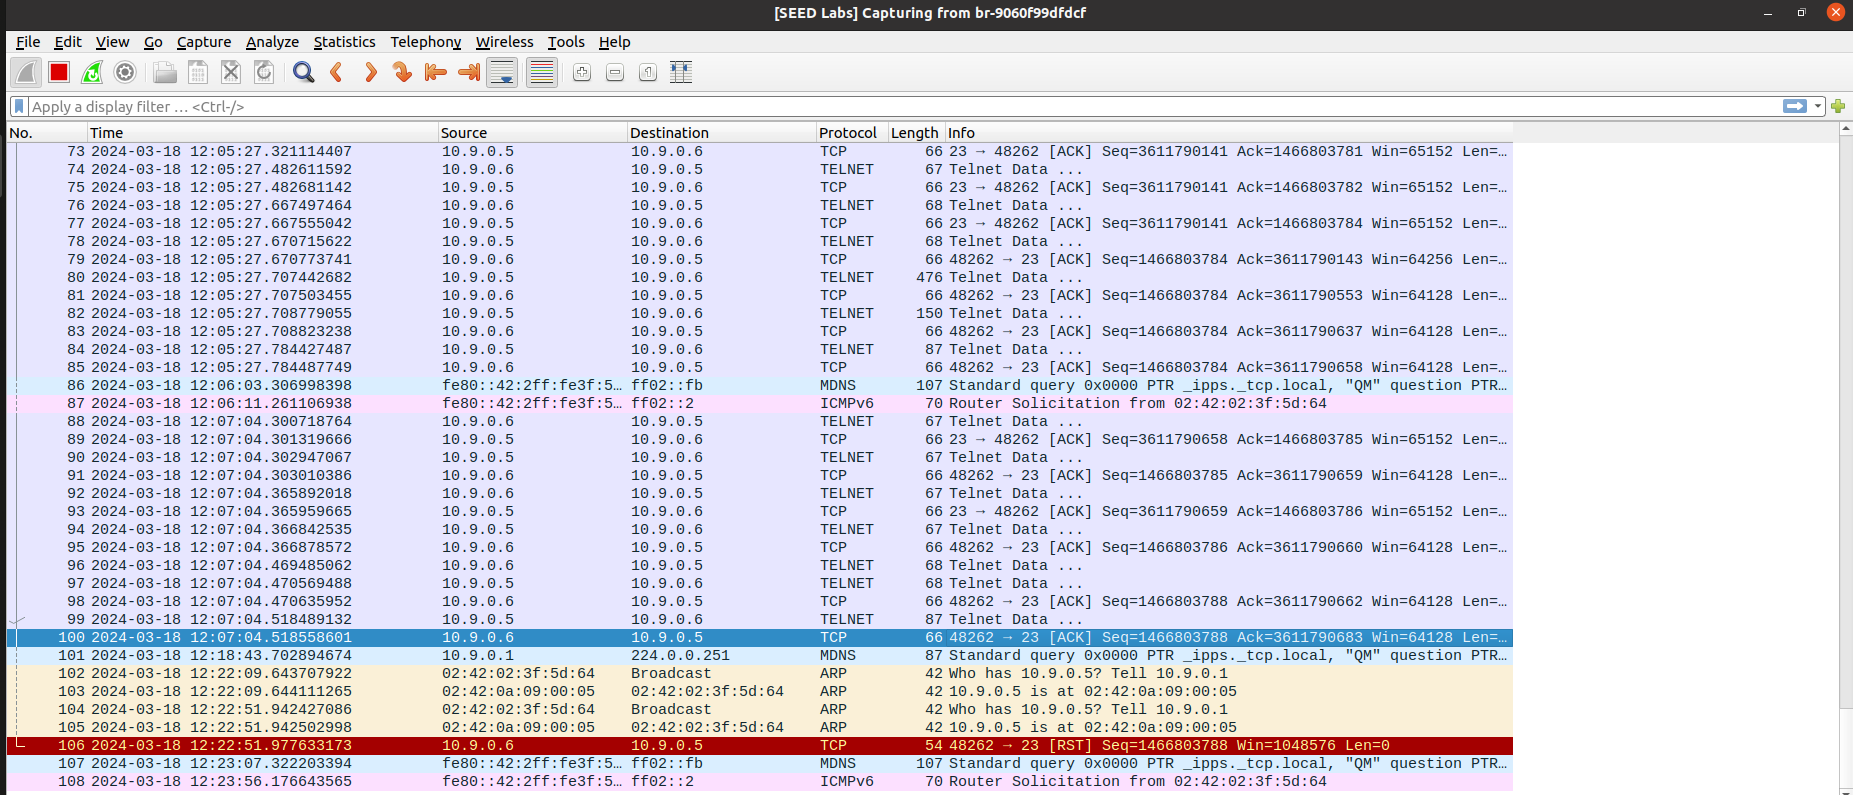 [SEED Labs] Capturing from br-9060f99dfdcf
File Edit View Go Capture Analyze Statistics Telephony Wireless Tools Help
Apply a display filter … <Ctrl-/>
No. Time Source Destination Protocol Length Info
73 2024-03-18 12:05:27.321114407 10.9.0.5 10.9.0.6 TCP 66 23 → 48262 [ACK] Seq=3611790141 Ack=1466803781 Win=65152 Len=…
74 2024-03-18 12:05:27.482611592 10.9.0.6 10.9.0.5 TELNET 67 Telnet Data ...
75 2024-03-18 12:05:27.482681142 10.9.0.5 10.9.0.6 TCP 66 23 → 48262 [ACK] Seq=3611790141 Ack=1466803782 Win=65152 Len=…
76 2024-03-18 12:05:27.667497464 10.9.0.6 10.9.0.5 TELNET 68 Telnet Data ...
77 2024-03-18 12:05:27.667555042 10.9.0.5 10.9.0.6 TCP 66 23 → 48262 [ACK] Seq=3611790141 Ack=1466803784 Win=65152 Len=…
78 2024-03-18 12:05:27.670715622 10.9.0.5 10.9.0.6 TELNET 68 Telnet Data ...
79 2024-03-18 12:05:27.670773741 10.9.0.6 10.9.0.5 TCP 66 48262 → 23 [ACK] Seq=1466803784 Ack=3611790143 Win=64256 Len=…
80 2024-03-18 12:05:27.707442682 10.9.0.5 10.9.0.6 TELNET 476 Telnet Data ...
81 2024-03-18 12:05:27.707503455 10.9.0.6 10.9.0.5 TCP 66 48262 → 23 [ACK] Seq=1466803784 Ack=3611790553 Win=64128 Len=…
82 2024-03-18 12:05:27.708779055 10.9.0.5 10.9.0.6 TELNET 150 Telnet Data ...
83 2024-03-18 12:05:27.708823238 10.9.0.6 10.9.0.5 TCP 66 48262 → 23 [ACK] Seq=1466803784 Ack=3611790637 Win=64128 Len=…
84 2024-03-18 12:05:27.784427487 10.9.0.5 10.9.0.6 TELNET 87 Telnet Data ...
85 2024-03-18 12:05:27.784487749 10.9.0.6 10.9.0.5 TCP 66 48262 → 23 [ACK] Seq=1466803784 Ack=3611790658 Win=64128 Len=…
86 2024-03-18 12:06:03.306998398 fe80::42:2ff:fe3f:5… ff02::fb MDNS 107 Standard query 0x0000 PTR _ipps._tcp.local, "QM" question PTR…
87 2024-03-18 12:06:11.261106938 fe80::42:2ff:fe3f:5… ff02::2 ICMPv6 70 Router Solicitation from 02:42:02:3f:5d:64
88 2024-03-18 12:07:04.300718764 10.9.0.6 10.9.0.5 TELNET 67 Telnet Data ...
89 2024-03-18 12:07:04.301319666 10.9.0.5 10.9.0.6 TCP 66 23 → 48262 [ACK] Seq=3611790658 Ack=1466803785 Win=65152 Len=…
90 2024-03-18 12:07:04.302947067 10.9.0.5 10.9.0.6 TELNET 67 Telnet Data ...
91 2024-03-18 12:07:04.303010386 10.9.0.6 10.9.0.5 TCP 66 48262 → 23 [ACK] Seq=1466803785 Ack=3611790659 Win=64128 Len=…
92 2024-03-18 12:07:04.365892018 10.9.0.6 10.9.0.5 TELNET 67 Telnet Data ...
93 2024-03-18 12:07:04.365959665 10.9.0.5 10.9.0.6 TCP 66 23 → 48262 [ACK] Seq=3611790659 Ack=1466803786 Win=65152 Len=…
94 2024-03-18 12:07:04.366842535 10.9.0.5 10.9.0.6 TELNET 67 Telnet Data ...
95 2024-03-18 12:07:04.366878572 10.9.0.6 10.9.0.5 TCP 66 48262 → 23 [ACK] Seq=1466803786 Ack=3611790660 Win=64128 Len=…
96 2024-03-18 12:07:04.469485062 10.9.0.6 10.9.0.5 TELNET 68 Telnet Data ...
97 2024-03-18 12:07:04.470569488 10.9.0.5 10.9.0.6 TELNET 68 Telnet Data ...
98 2024-03-18 12:07:04.470635952 10.9.0.6 10.9.0.5 TCP 66 48262 → 23 [ACK] Seq=1466803788 Ack=3611790662 Win=64128 Len=…
99 2024-03-18 12:07:04.518489132 10.9.0.5 10.9.0.6 TELNET 87 Telnet Data ...
100 2024-03-18 12:07:04.518558601 10.9.0.6 10.9.0.5 TCP 66 48262 → 23 [ACK] Seq=1466803788 Ack=3611790683 Win=64128 Len=…
101 2024-03-18 12:18:43.702894674 10.9.0.1 224.0.0.251 MDNS 87 Standard query 0x0000 PTR _ipps._tcp.local, "QM" question PTR…
102 2024-03-18 12:22:09.643707922 02:42:02:3f:5d:64 Broadcast ARP 42 Who has 10.9.0.5? Tell 10.9.0.1
103 2024-03-18 12:22:09.644111265 02:42:0a:09:00:05 02:42:02:3f:5d:64 ARP 42 10.9.0.5 is at 02:42:0a:09:00:05
104 2024-03-18 12:22:51.942427086 02:42:02:3f:5d:64 Broadcast ARP 42 Who has 10.9.0.5? Tell 10.9.0.1
105 2024-03-18 12:22:51.942502998 02:42:0a:09:00:05 02:42:02:3f:5d:64 ARP 42 10.9.0.5 is at 02:42:0a:09:00:05
106 2024-03-18 12:22:51.977633173 10.9.0.6 10.9.0.5 TCP 54 48262 → 23 [RST] Seq=1466803788 Win=1048576 Len=0
107 2024-03-18 12:23:07.322203394 fe80::42:2ff:fe3f:5… ff02::fb MDNS 107 Standard query 0x0000 PTR _ipps._tcp.local, "QM" question PTR…
108 2024-03-18 12:23:56.176643565 fe80::42:2ff:fe3f:5… ff02::2 ICMPv6 70 Router Solicitation from 02:42:02:3f:5d:64